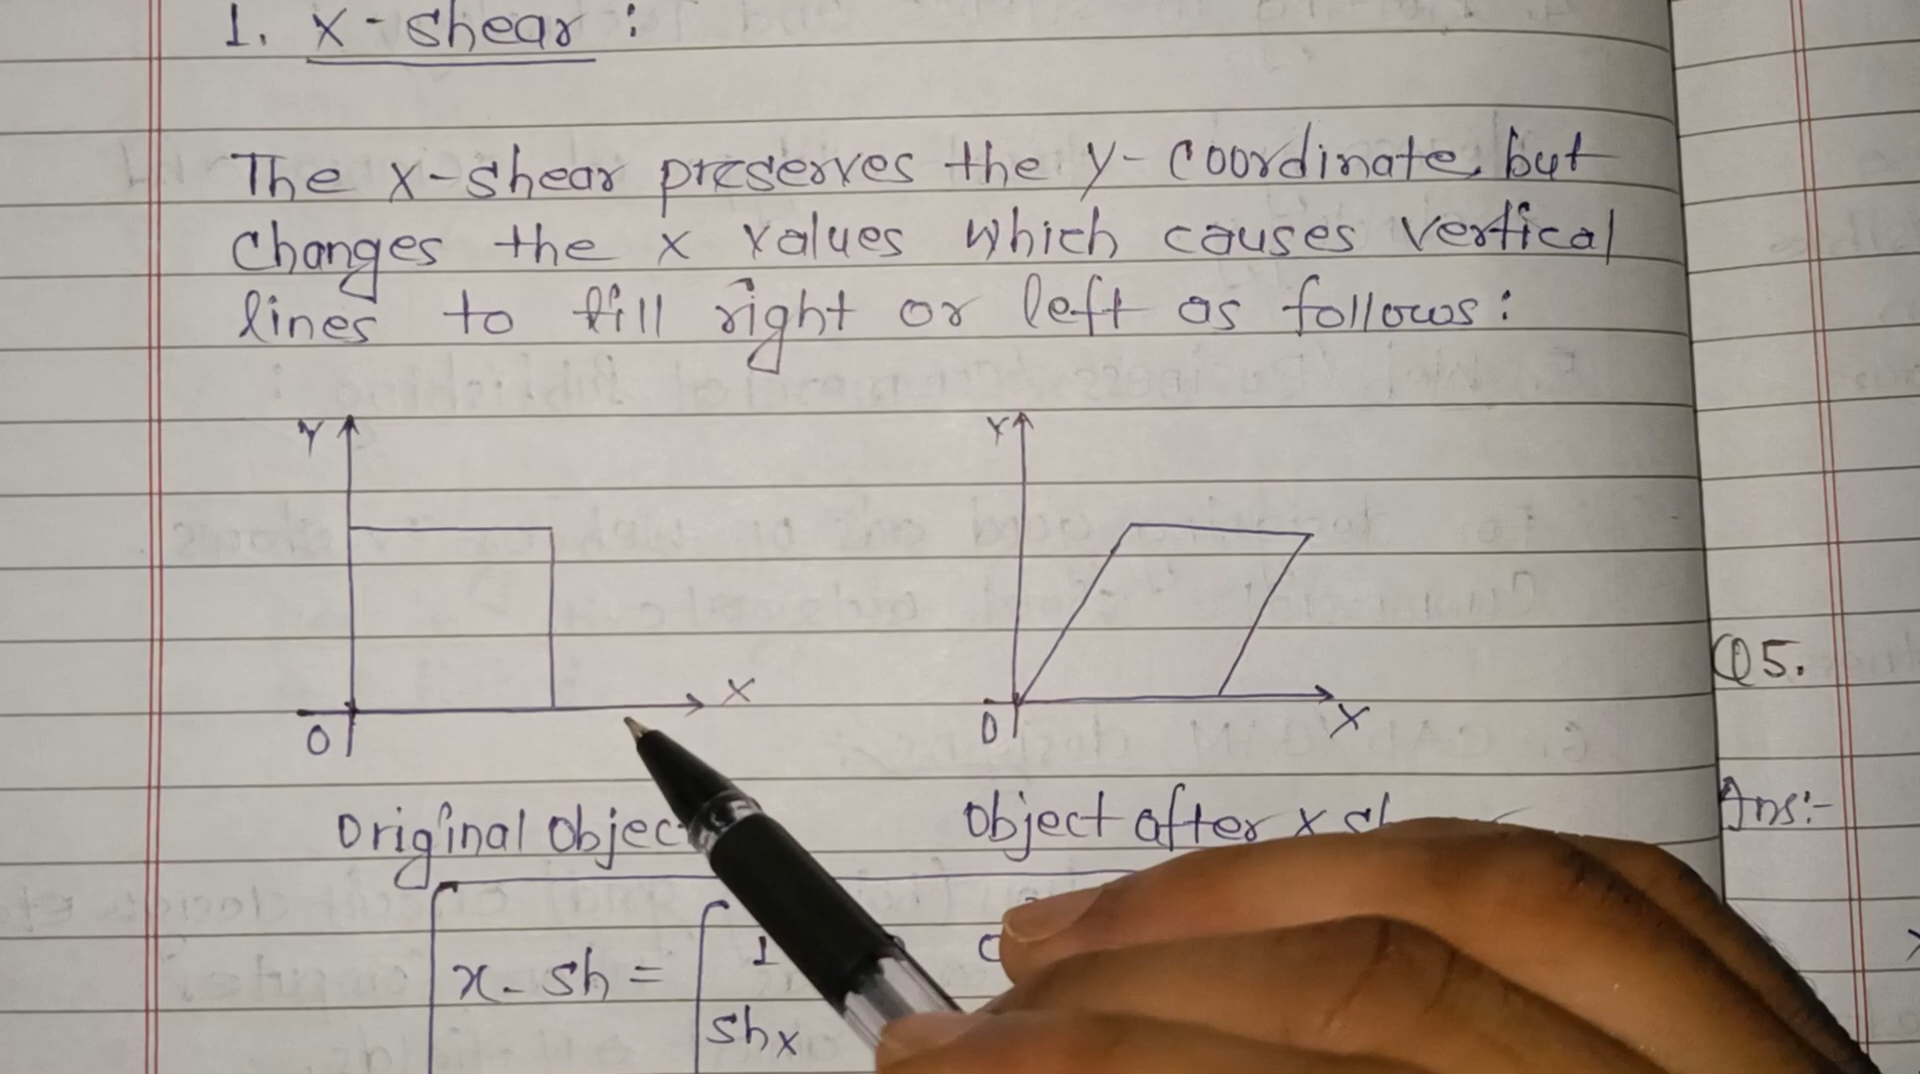 1. X-shear :
The x-shear preserves the y-coordinate, but
changes the x values which causes vertical
lines to fill right or left as follows:
Y
X
0
Y
X
0
Original Objec
Object after x
x-sh =
1
shx
Q5.
Ans:-